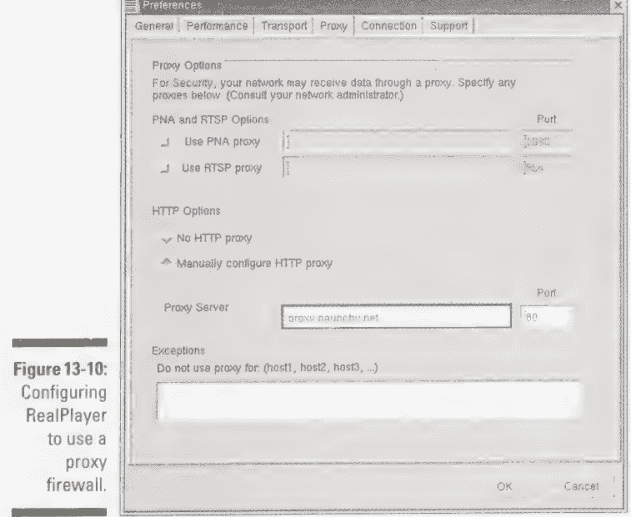 Preferences
General Performance Transport Proxy Connection Support
Proxy Options
For Security, your network may receive data through a proxy. Specify any
proxies below. (Consult your network administrator.)
PNA and RTSP Options Port
Use PNA proxy
Use RTSP proxy
HTTP Options
No HTTP proxy
Manually configure HTTP proxy
Port
Proxy Server
80
Exceptions
Do not use proxy for: (host1, host2, host3, ...)
OK Cancel
Figure 13-10:
Configuring
RealPlayer
to use a
proxy
firewall.